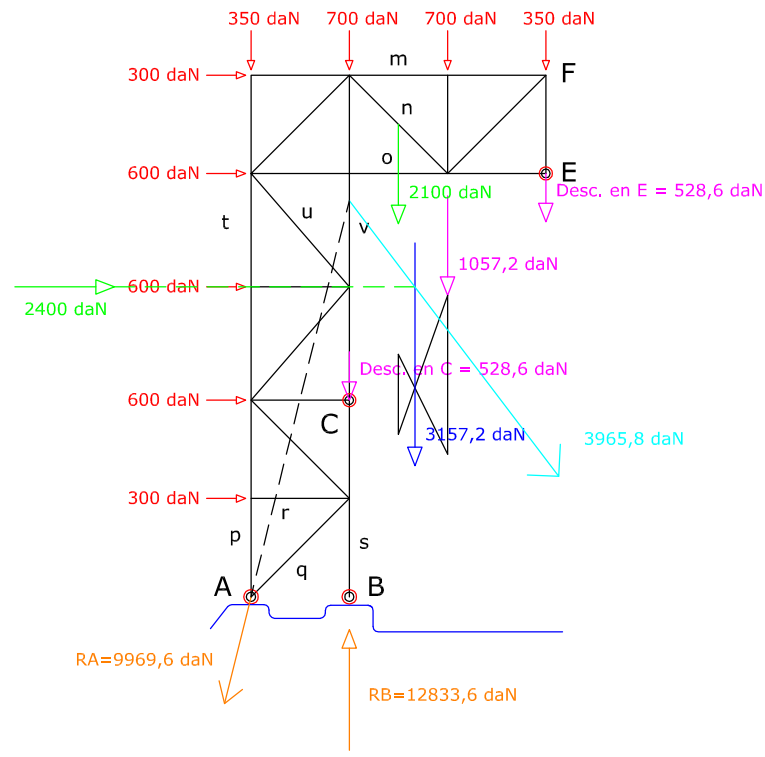 350 daN 700 daN 700 daN 350 daN
m
300 daN
F
n
o
600 daN
E
Desc. en E = 528,6 daN
2100 daN
u
t
v
1057,2 daN
600 daN
2400 daN
Desc. en C = 528,6 daN
600 daN
C
3157,2 daN
3965,8 daN
300 daN
r
p
s
q
A
B
RA=9969,6 daN
RB=12833,6 daN